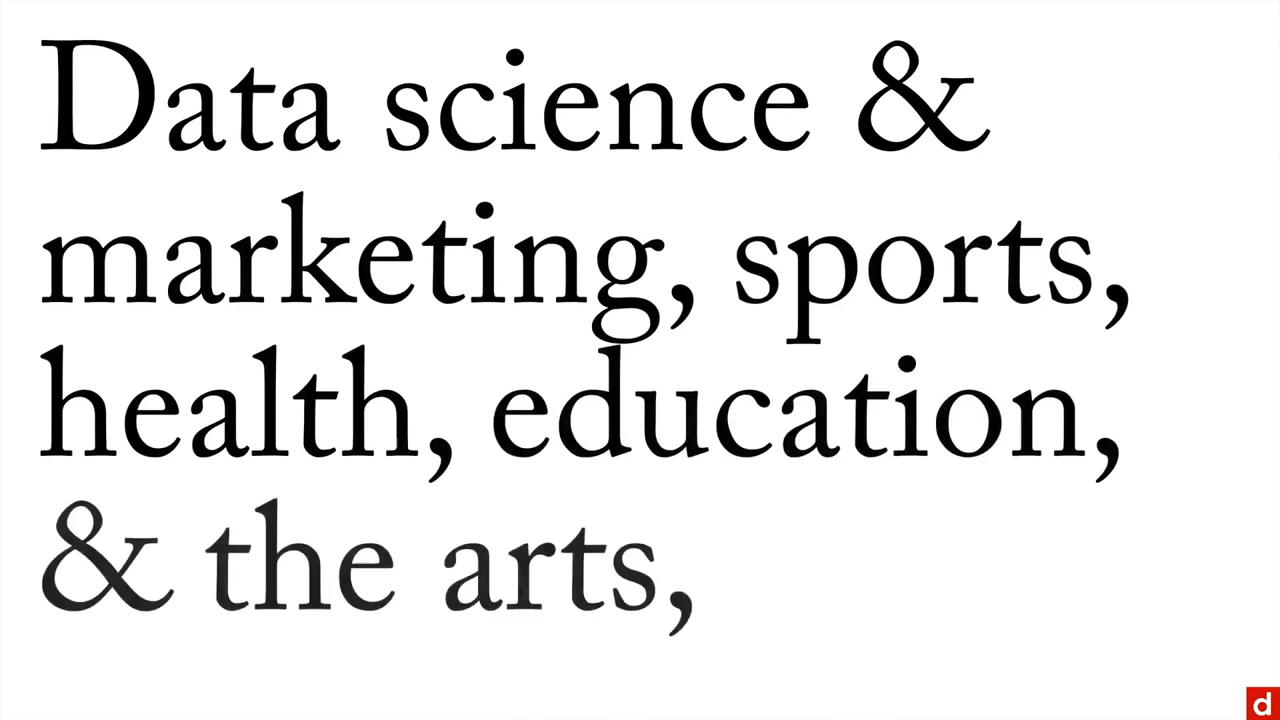 Data science &
marketing, sports,
health, education,
& the arts,
d